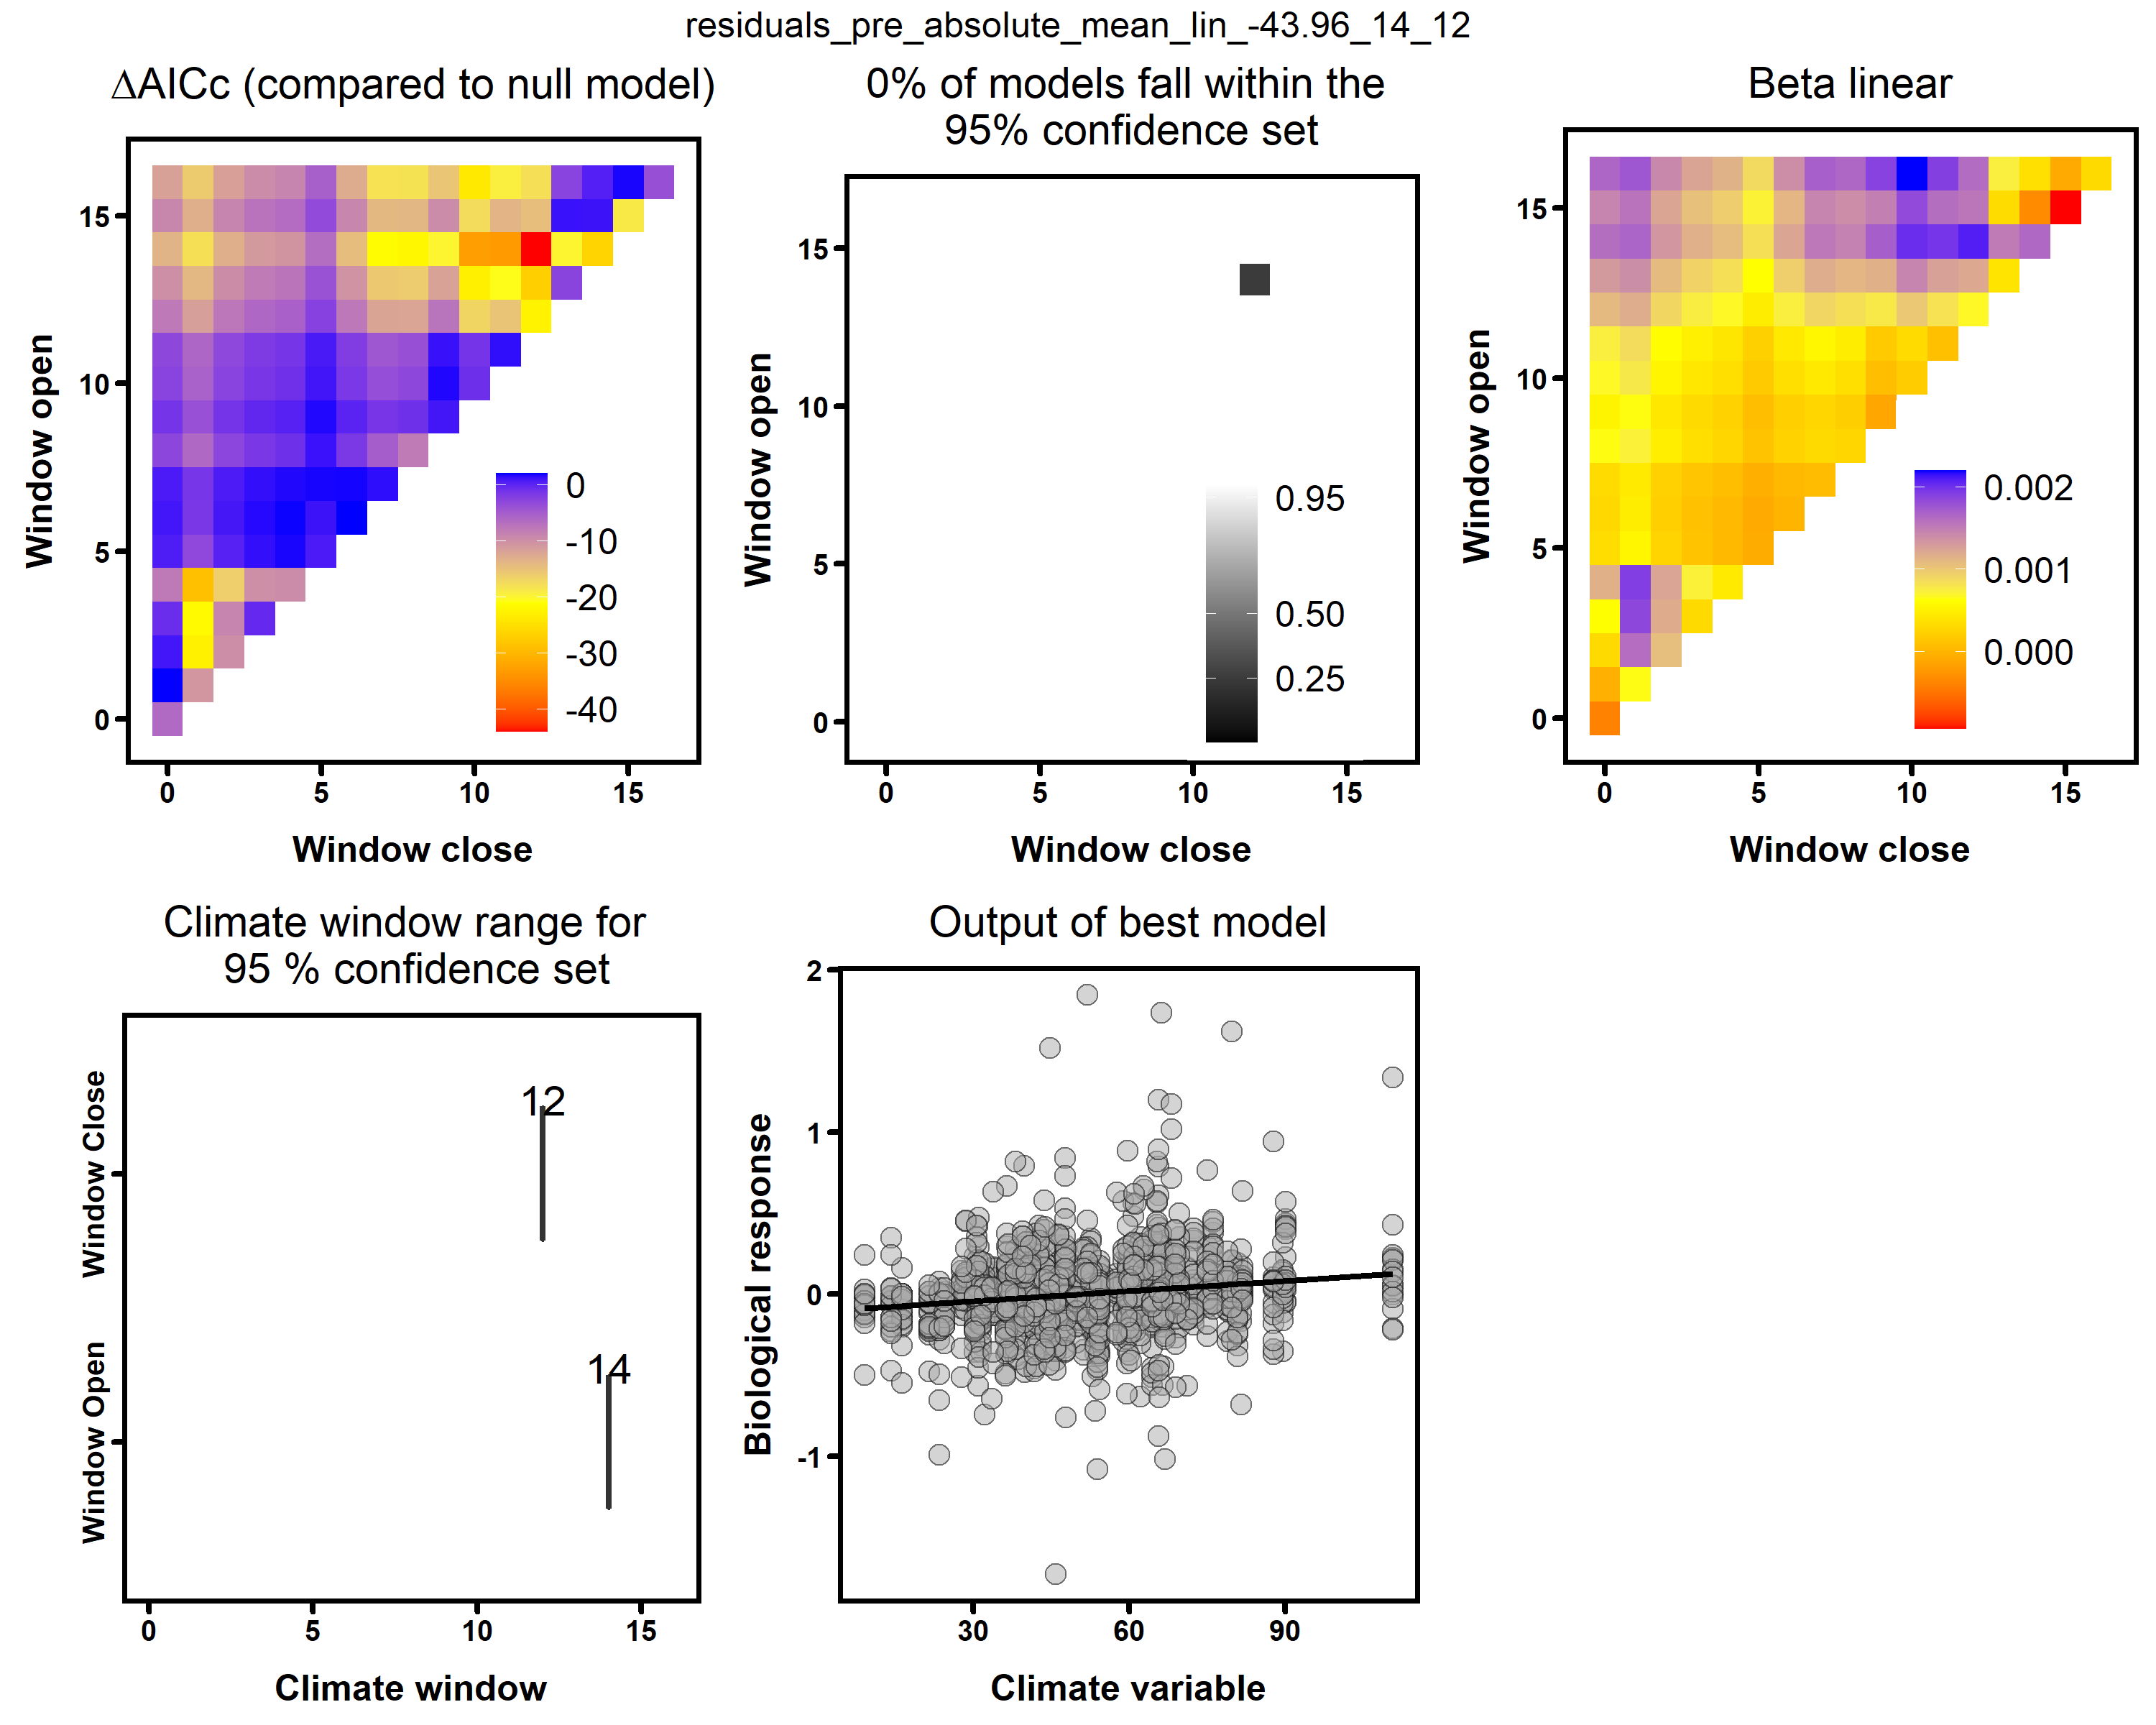 residuals_pre_absolute_mean_lin_-43.96_14_12
ΔAICc (compared to null model)
15
10
5
0
Window open
0
-10
-20
-30
-40
0
5
10
15
Window close
0% of models fall within the
95% confidence set
15
10
5
0
Window open
0.95
0.50
0.25
0
5
10
15
Window close
Beta linear
15
10
5
0
Window open
0.002
0.001
0.000
0
5
10
15
Window close
Climate window range for
95 % confidence set
Window Close
Window Open
12
14
0
5
10
15
Climate window
Output of best model
2
1
0
-1
Biological response
30
60
90
Climate variable